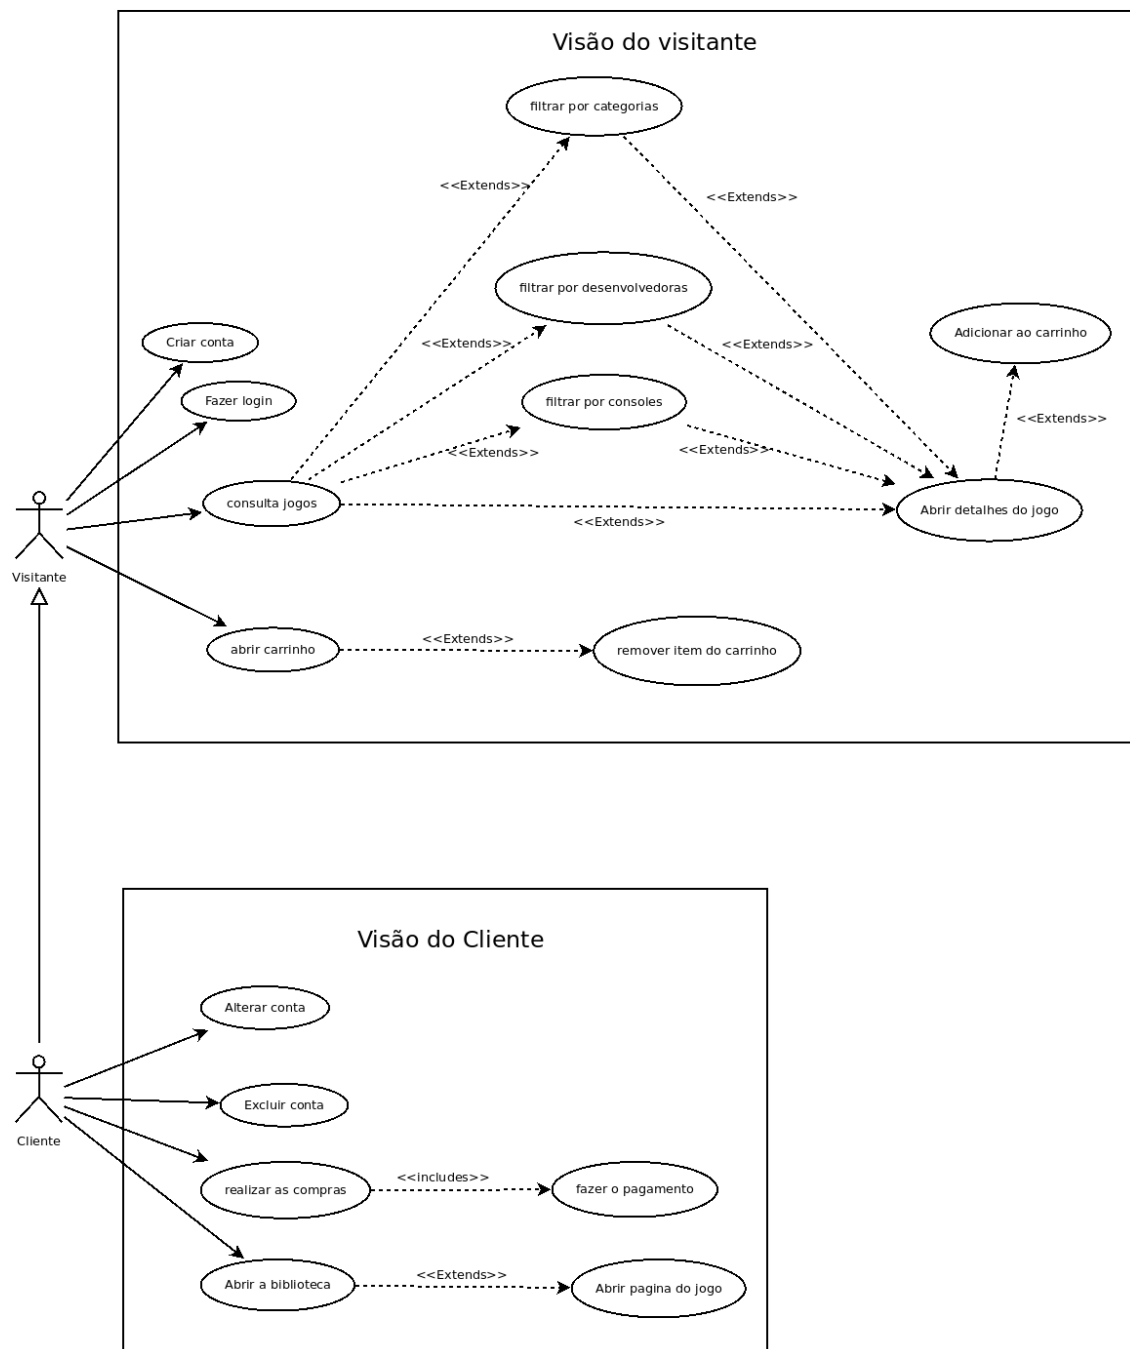 Visão do visitante
filtrar por categorias
<<Extends>>
<<Extends>>
filtrar por desenvolvedoras
Criar conta
<<Extends>>
<<Extends>>
Adicionar ao carrinho
Fazer login
filtrar por consoles
<<Extends>>
<<Extends>>
<<Extends>>
consulta jogos
<<Extends>>
Abrir detalhes do jogo
Visitante
abrir carrinho
<<Extends>>
remover item do carrinho
Visão do Cliente
Alterar conta
Excluir conta
Cliente
realizar as compras
<<includes>>
fazer o pagamento
Abrir a biblioteca
<<Extends>>
Abrir pagina do jogo